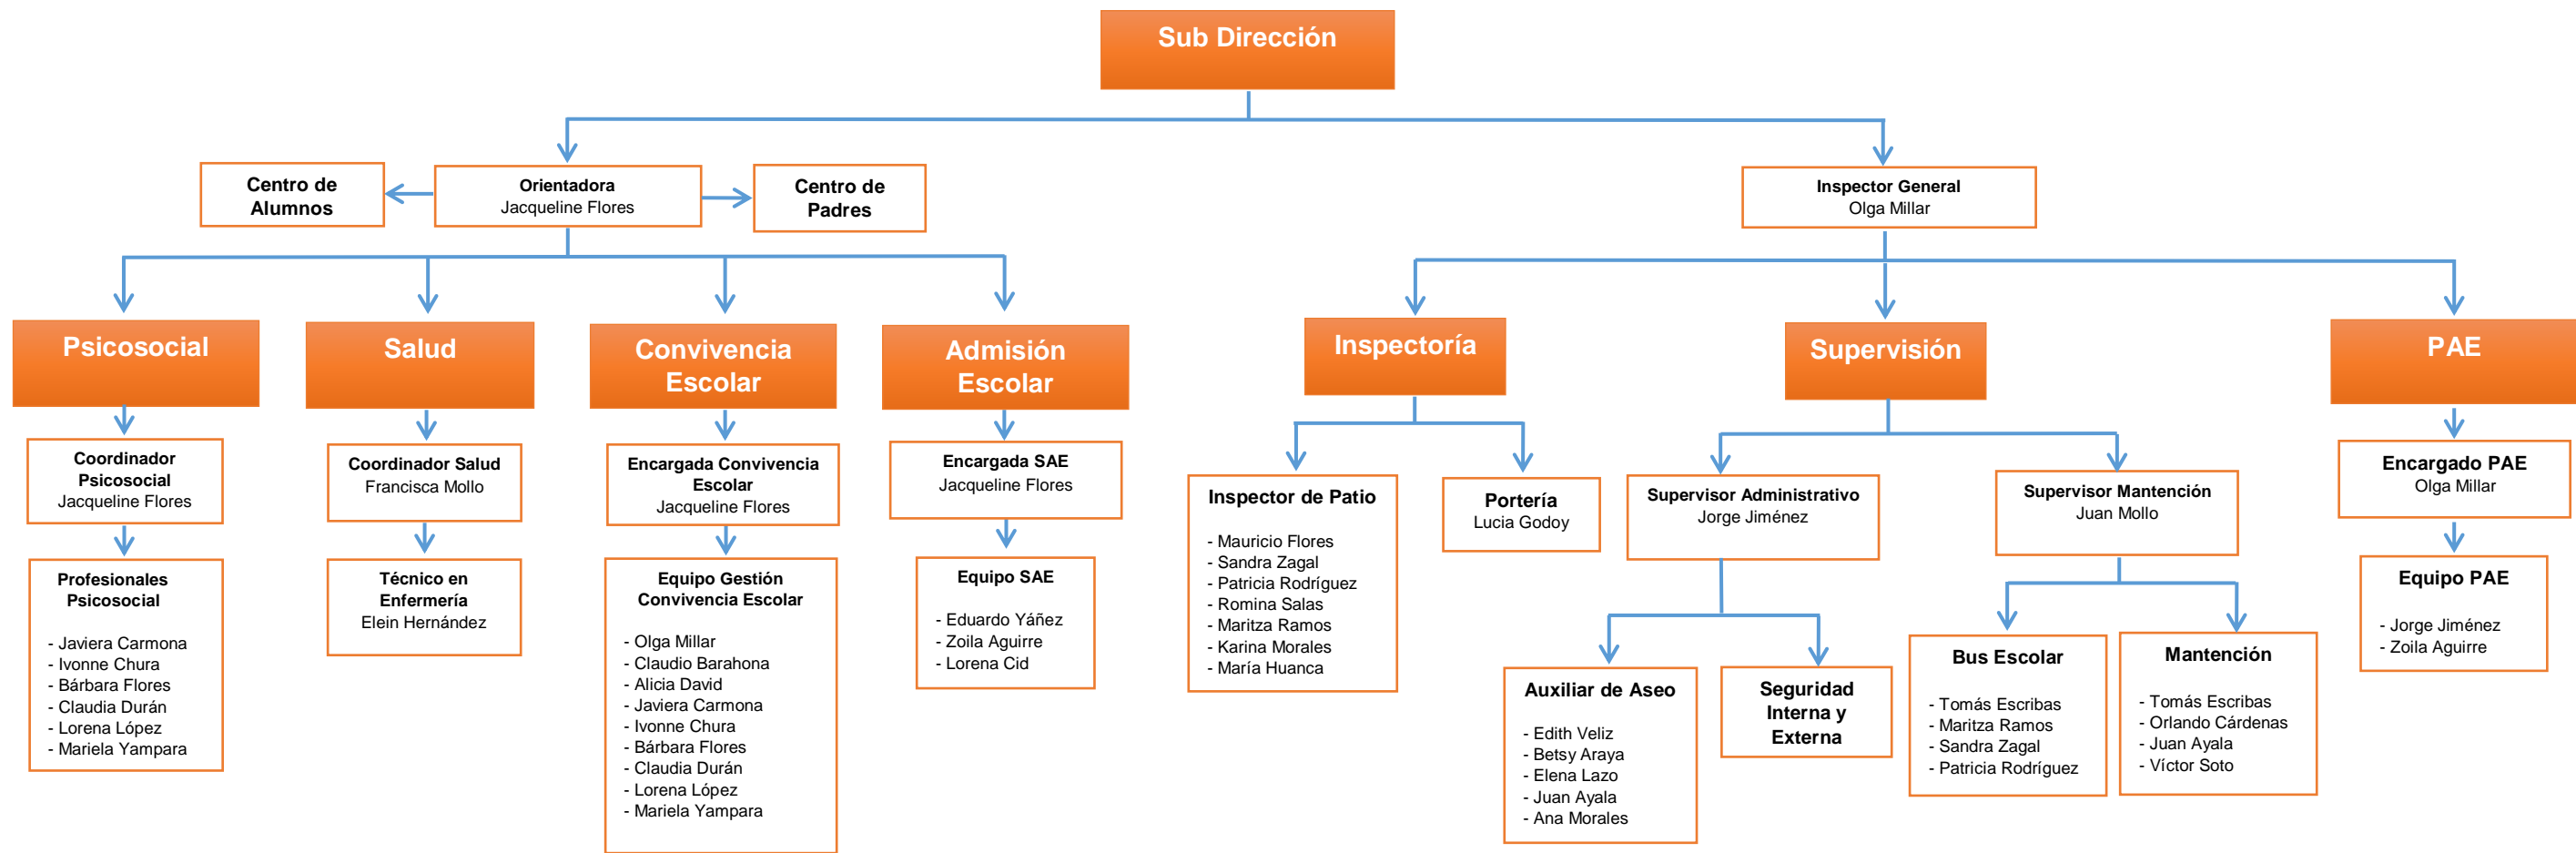 Sub Dirección
Centro de
Alumnos
Orientadora
Jacqueline Flores
Centro de
Padres
Inspector General
Olga Millar
Psicosocial
Salud
Convivencia
Escolar
Admisión
Escolar
Inspectoría
Supervisión
PAE
Coordinador
Psicosocial
Jacqueline Flores
Coordinador Salud
Francisca Mollo
Encargada Convivencia
Escolar
Jacqueline Flores
Encargada SAE
Jacqueline Flores
Inspector de Patio
- Mauricio Flores
- Sandra Zagal
- Patricia Rodríguez
- Romina Salas
- Maritza Ramos
- Karina Morales
- María Huanca
Portería
Lucia Godoy
Supervisor Administrativo
Jorge Jiménez
Supervisor Mantención
Juan Mollo
Encargado PAE
Olga Millar
Profesionales
Psicosocial
- Javiera Carmona
- Ivonne Chura
- Bárbara Flores
- Claudia Durán
- Lorena López
- Mariela Yampara
Técnico en
Enfermería
Elein Hernández
Equipo Gestión
Convivencia Escolar
- Olga Millar
- Claudio Barahona
- Alicia David
- Javiera Carmona
- Ivonne Chura
- Bárbara Flores
- Claudia Durán
- Lorena López
- Mariela Yampara
Equipo SAE
- Eduardo Yáñez
- Zoila Aguirre
- Lorena Cid
Auxiliar de Aseo
- Edith Veliz
- Betsy Araya
- Elena Lazo
- Juan Ayala
- Ana Morales
Seguridad
Interna y
Externa
Bus Escolar
- Tomás Escribas
- Maritza Ramos
- Sandra Zagal
- Patricia Rodríguez
Mantención
- Tomás Escribas
- Orlando Cárdenas
- Juan Ayala
- Víctor Soto
Equipo PAE
- Jorge Jiménez
- Zoila Aguirre